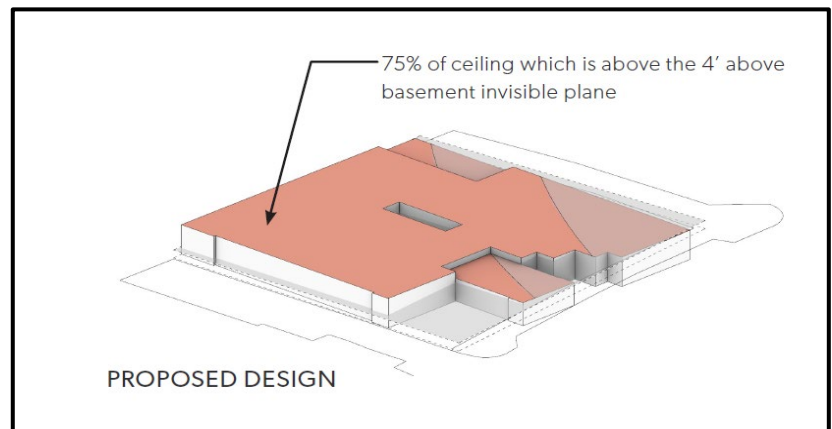 75% of ceiling which is above the 4’ above
basement invisible plane
PROPOSED DESIGN